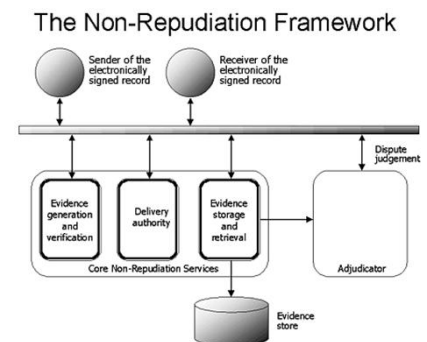 The Non-Repudiation Framework
Sender of the
electronically
signed record
Receiver of the
electronically
signed record
Dispute
judgement
Evidence
generation
and
verification
Delivery
authority
Evidence
storage
and
retrieval
Core Non-Repudiation Services
Adjudicator
Evidence
store